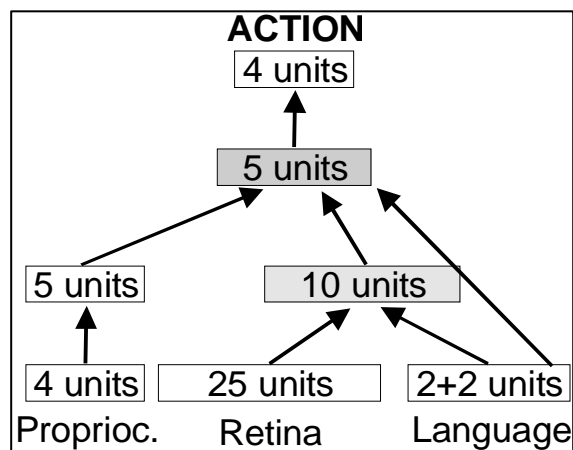 ACTION
4 units
5 units
5 units
10 units
4 units
25 units
2+2 units
Proprioc.
Retina
Language